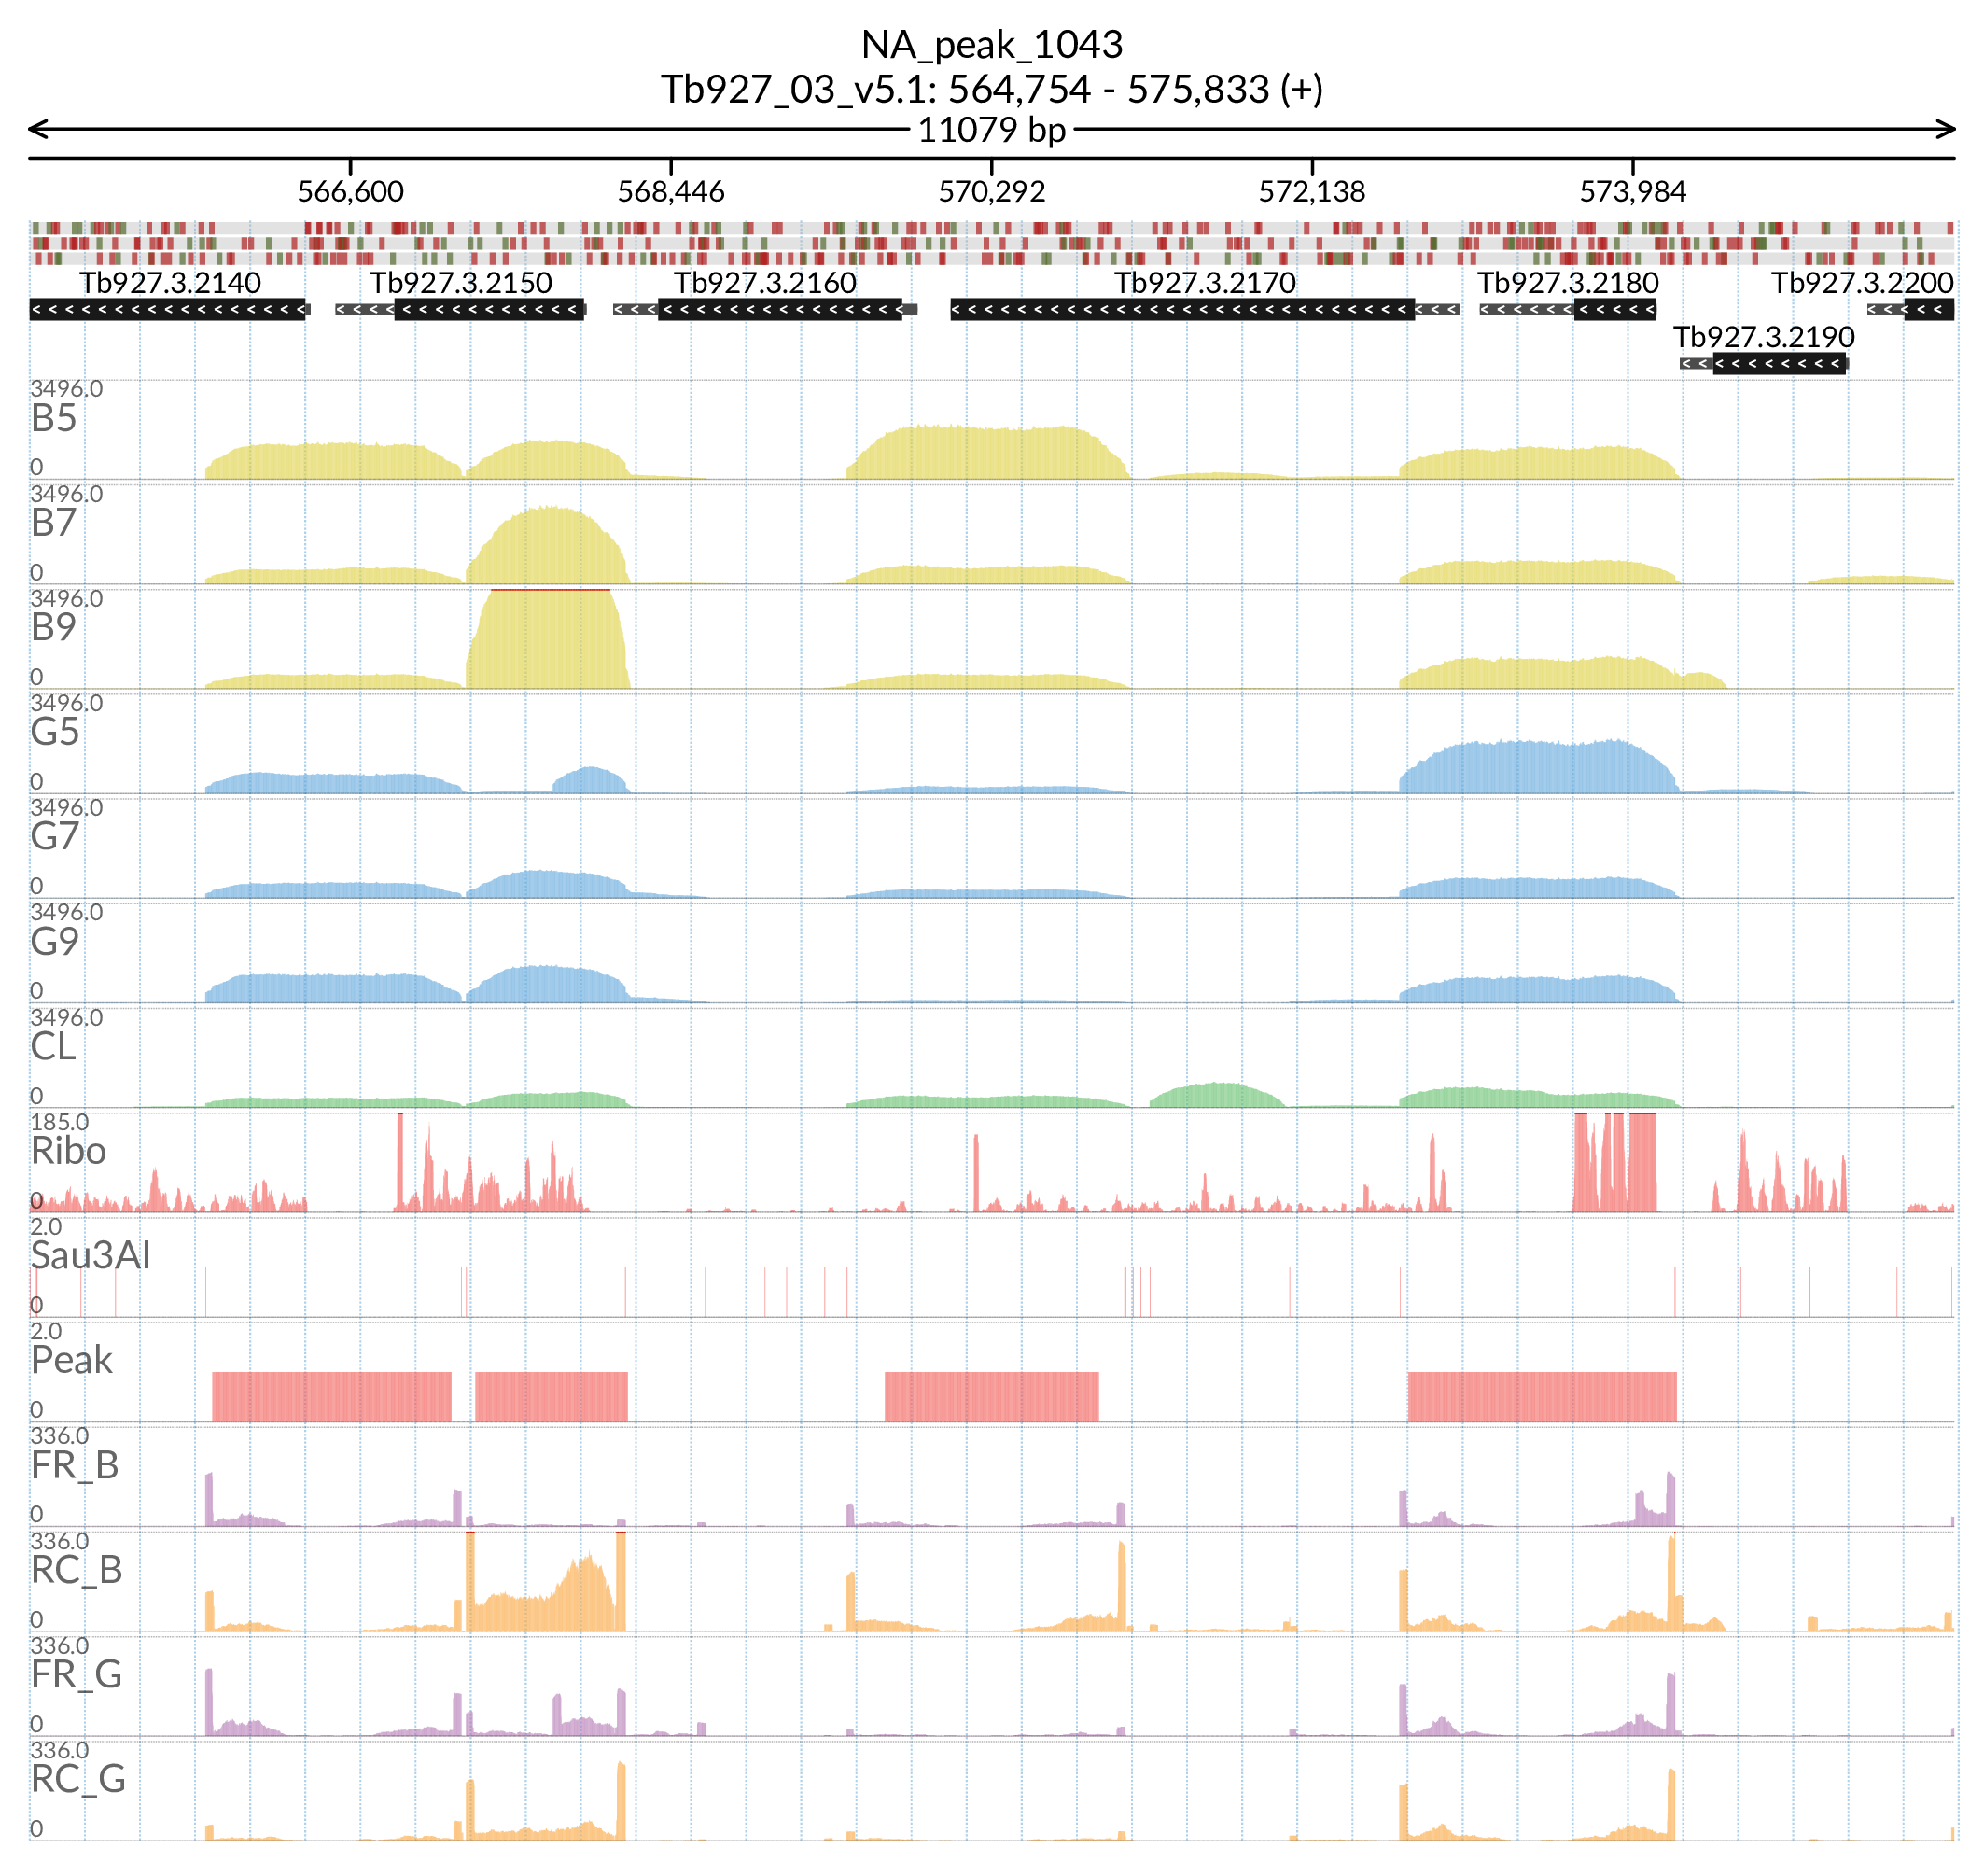 NA_peak_1043
Tb927_03_v5.1: 564,754 - 575,833 (+)
11079 bp
566,600 568,446 570,292 572,138 573,984
Tb927.3.2140 Tb927.3.2150 Tb927.3.2160 Tb927.3.2170 Tb927.3.2180 Tb927.3.2200
Tb927.3.2190
3496.0
B5
0
3496.0
B7
0
3496.0
B9
0
3496.0
G5
0
3496.0
G7
0
3496.0
G9
0
3496.0
CL
0
185.0
Ribo
0
2.0
Sau3AI
0
2.0
Peak
0
336.0
FR_B
0
336.0
RC_B
0
336.0
FR_G
0
336.0
RC_G
0